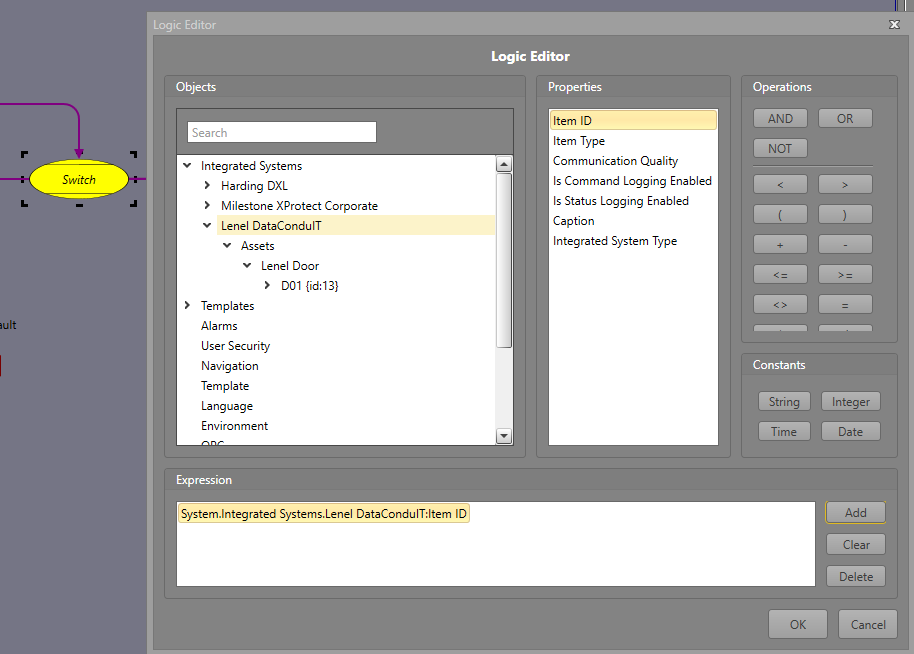 Logic Editor
Logic Editor
Objects
Search
Integrated Systems
Harding DXL
Milestone XProtect Corporate
Lenel DataConduIT
Assets
Lenel Door
D01 {id:13}
Templates
Alarms
User Security
Navigation
Template
Language
Environment
OPC
Properties
Item ID
Item Type
Communication Quality
Is Command Logging Enabled
Is Status Logging Enabled
Caption
Integrated System Type
Operations
AND OR
NOT
< >
( )
+ -
<= >=
<> =
Constants
String Integer
Time Date
Expression
System.Integrated Systems.Lenel DataConduIT:Item ID
Add
Clear
Delete
OK Cancel
Switch
ault